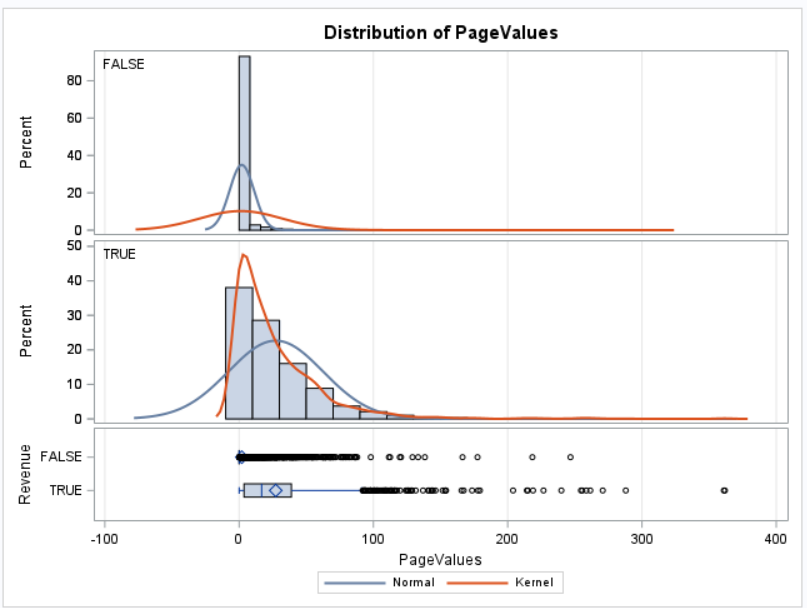 Distribution of PageValues
FALSE
Percent
80
60
40
20
0
TRUE
Percent
50
40
30
20
10
0
Revenue
FALSE
TRUE
-100 0 100 200 300 400
PageValues
Normal Kernel